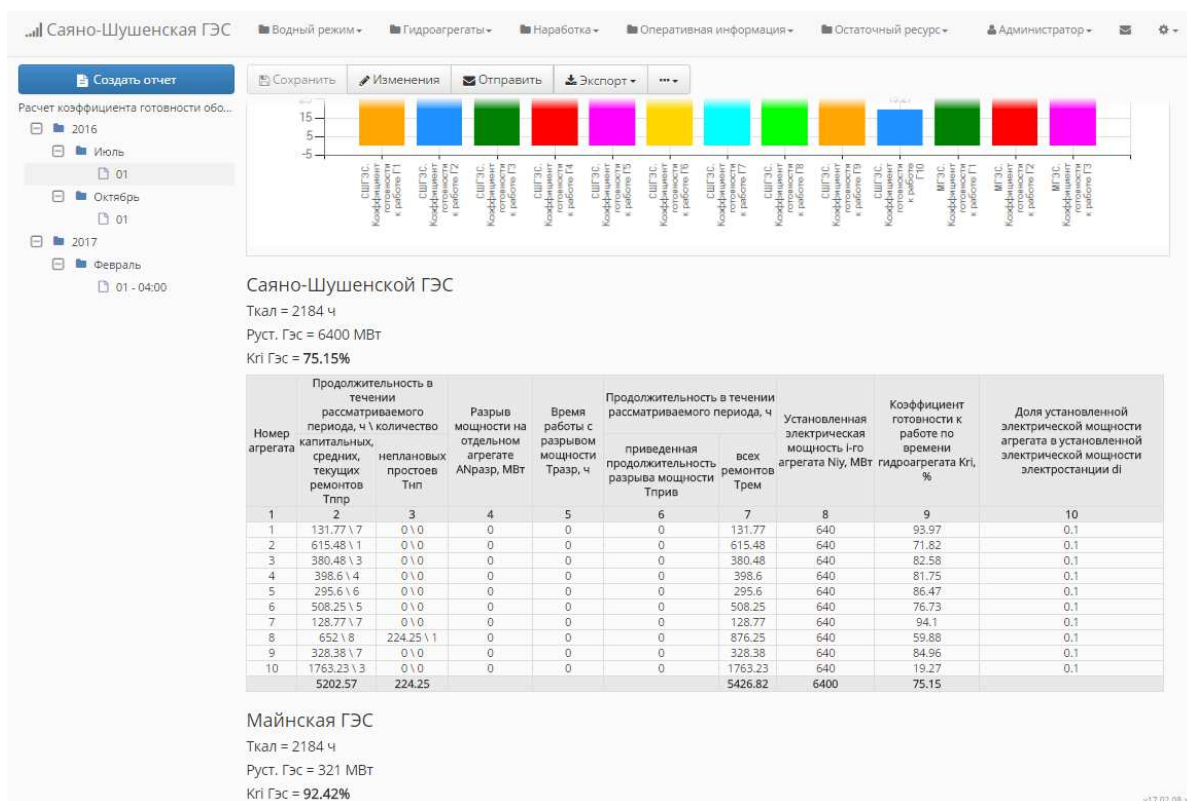 Саяно-Шушенская ГЭС
Водный режим
Гидроагрегаты
Наработка
Оперативная информация
Остаточный ресурс
Администратор
Создать отчет
Сохранить
Изменения
Отправить
Экспорт
Расчет коэффициента готовности обо...
2016
Июль
01
Октябрь
01
2017
Февраль
01 - 04:00
15
5
-5
СШГЭС. Коэффициент готовности к работе Г1
СШГЭС. Коэффициент готовности к работе Г2
СШГЭС. Коэффициент готовности к работе Г3
СШГЭС. Коэффициент готовности к работе Г4
СШГЭС. Коэффициент готовности к работе Г5
СШГЭС. Коэффициент готовности к работе Г6
СШГЭС. Коэффициент готовности к работе Г7
СШГЭС. Коэффициент готовности к работе Г8
СШГЭС. Коэффициент готовности к работе Г9
СШГЭС. Коэффициент готовности к работе Г10
МГЭС. Коэффициент готовности к работе Г1
МГЭС. Коэффициент готовности к работе Г2
МГЭС. Коэффициент готовности к работе Г3
Саяно-Шушенской ГЭС
Ткал = 2184 ч
Руст. Гэс = 6400 МВт
Kri Гэс = 75.15%
Номер агрегата
Продолжительность в течении рассматриваемого периода, ч \ количество
капитальных, средних, текущих ремонтов Тппр
неплановых простоев Тнп
Разрыв мощности на отдельном агрегате ΔNразр, МВт
Время работы с разрывом мощности Тразр, ч
Продолжительность в течении рассматриваемого периода, ч
приведенная продолжительность разрыва мощности Тприв
всех ремонтов Трем
Установленная электрическая мощность i-го агрегата Niу, МВт
Коэффициент готовности к работе по времени гидроагрегата Kri, %
Доля установленной электрической мощности агрегата в установленной электрической мощности электростанции di
1 2 3 4 5 6 7 8 9 10
1 131.77 \ 7 0 \ 0 0 0 0 131.77 640 93.97 0.1
2 615.48 \ 1 0 \ 0 0 0 0 615.48 640 71.82 0.1
3 380.48 \ 3 0 \ 0 0 0 0 380.48 640 82.58 0.1
4 398.6 \ 4 0 \ 0 0 0 0 398.6 640 81.75 0.1
5 295.6 \ 6 0 \ 0 0 0 0 295.6 640 86.47 0.1
6 508.25 \ 5 0 \ 0 0 0 0 508.25 640 76.73 0.1
7 128.77 \ 7 0 \ 0 0 0 0 128.77 640 94.1 0.1
8 652 \ 8 224.25 \ 1 0 0 0 876.25 640 59.88 0.1
9 328.38 \ 7 0 \ 0 0 0 0 328.38 640 84.96 0.1
10 1763.23 \ 3 0 \ 0 0 0 0 1763.23 640 19.27 0.1
5202.57 224.25 5426.82 6400 75.15
Майнская ГЭС
Ткал = 2184 ч
Руст. Гэс = 321 МВт
Kri Гэс = 92.42%